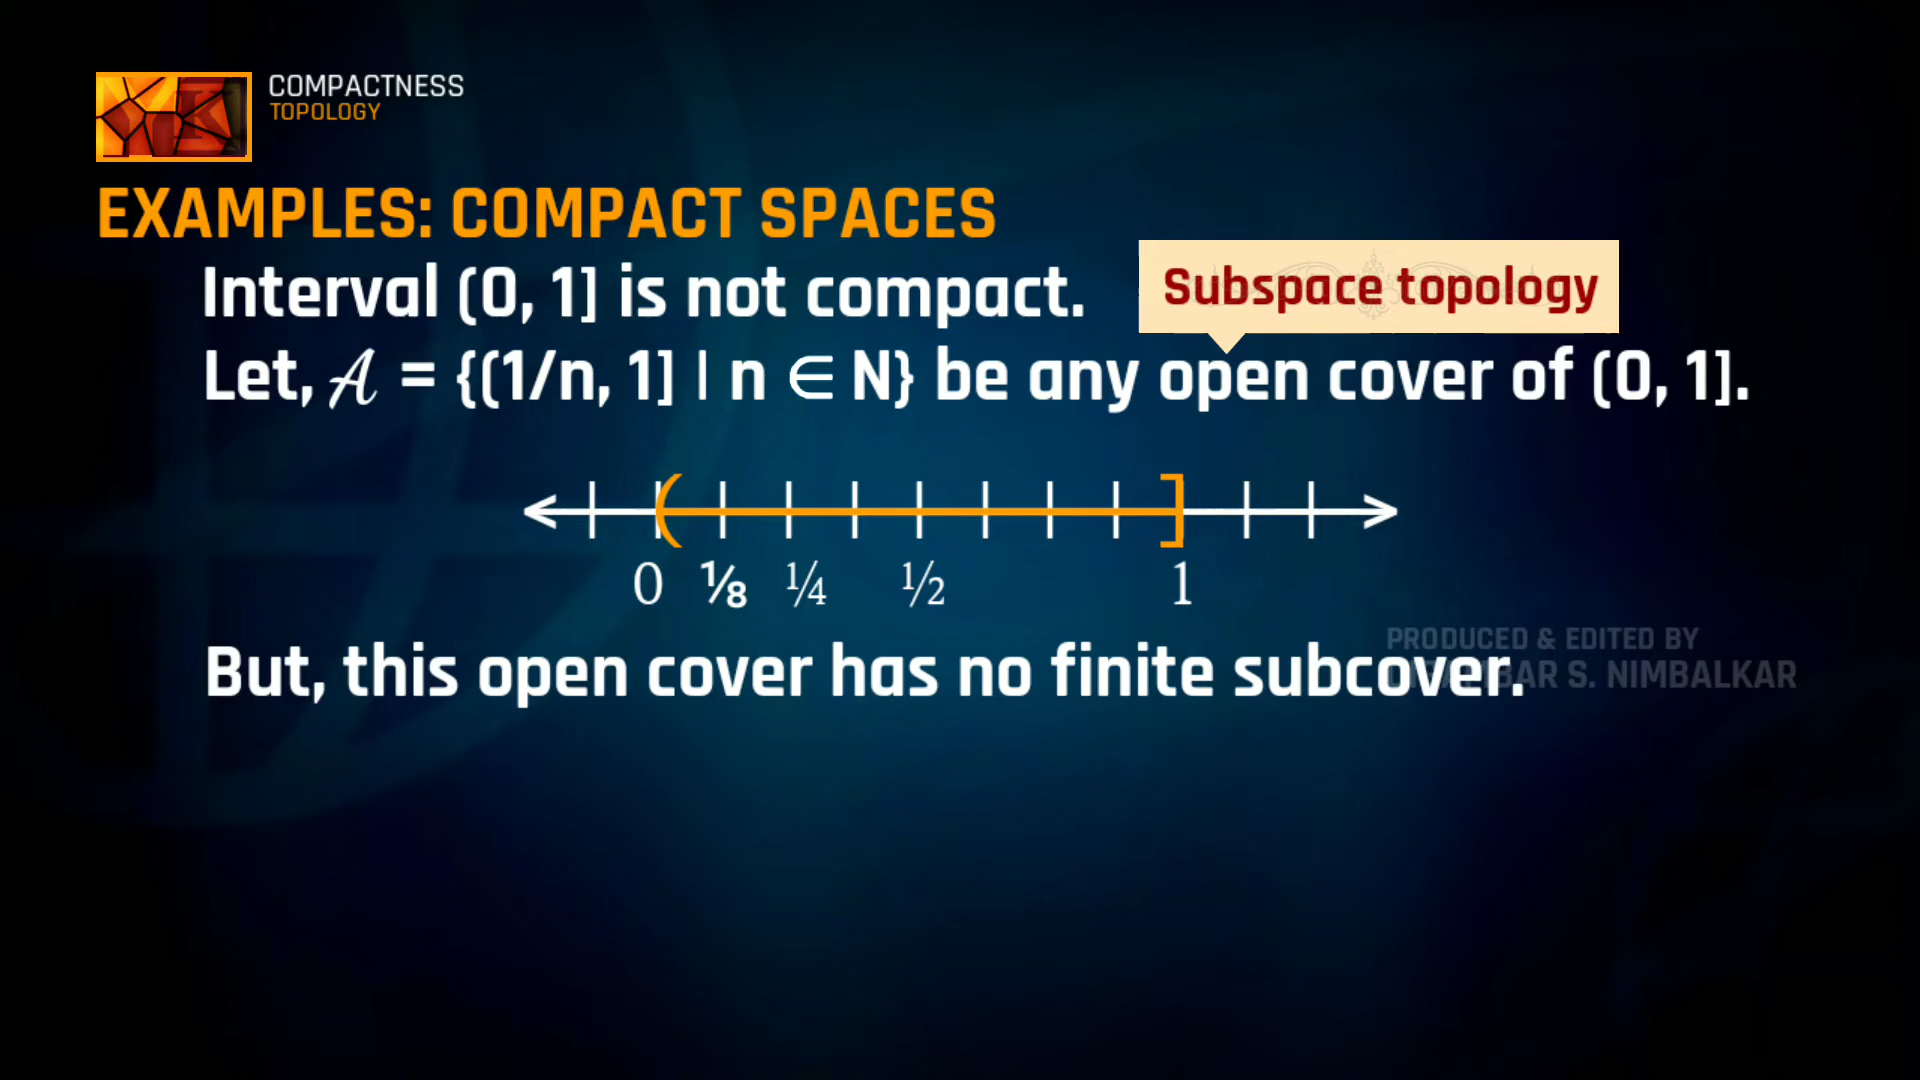 COMPACTNESS
TOPOLOGY
EXAMPLES: COMPACT SPACES
Interval (0, 1] is not compact.
Subspace topology
Let, 𝒜 = {(1/n, 1] | n ∈ N} be any open cover of (0, 1].
0 ⅛ ¼ ½ 1
PRODUCED & EDITED BY
S. NIMBALKAR
But, this open cover has no finite subcover.